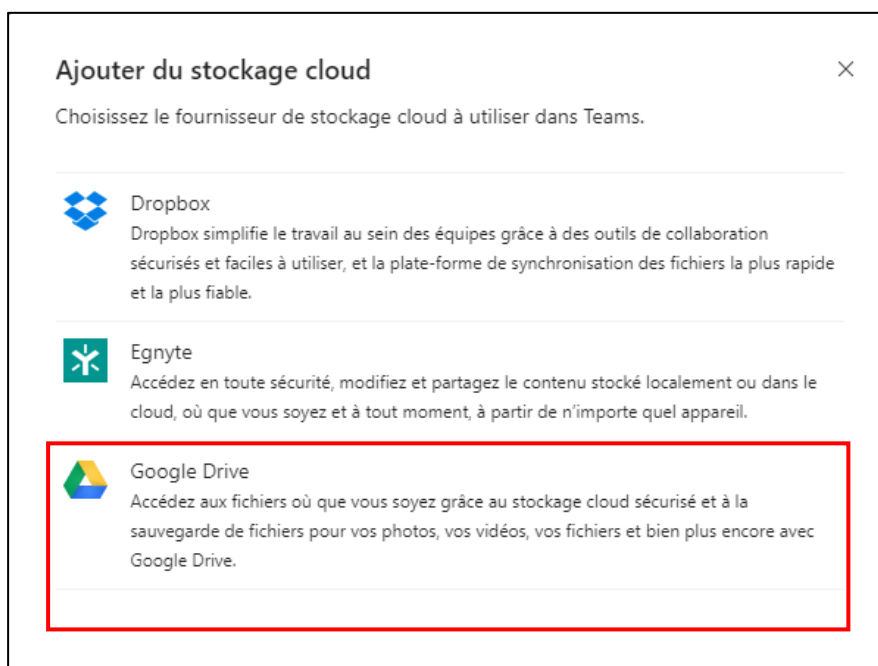 Ajouter du stockage cloud
Choisissez le fournisseur de stockage cloud à utiliser dans Teams.
Dropbox
Dropbox simplifie le travail au sein des équipes grâce à des outils de collaboration
sécurisés et faciles à utiliser, et la plate-forme de synchronisation des fichiers la plus rapide
et la plus fiable.
Egnyte
Accédez en toute sécurité, modifiez et partagez le contenu stocké localement ou dans le
cloud, où que vous soyez et à tout moment, à partir de n’importe quel appareil.
Google Drive
Accédez aux fichiers où que vous soyez grâce au stockage cloud sécurisé et à la
sauvegarde de fichiers pour vos photos, vos vidéos, vos fichiers et bien plus encore avec
Google Drive.